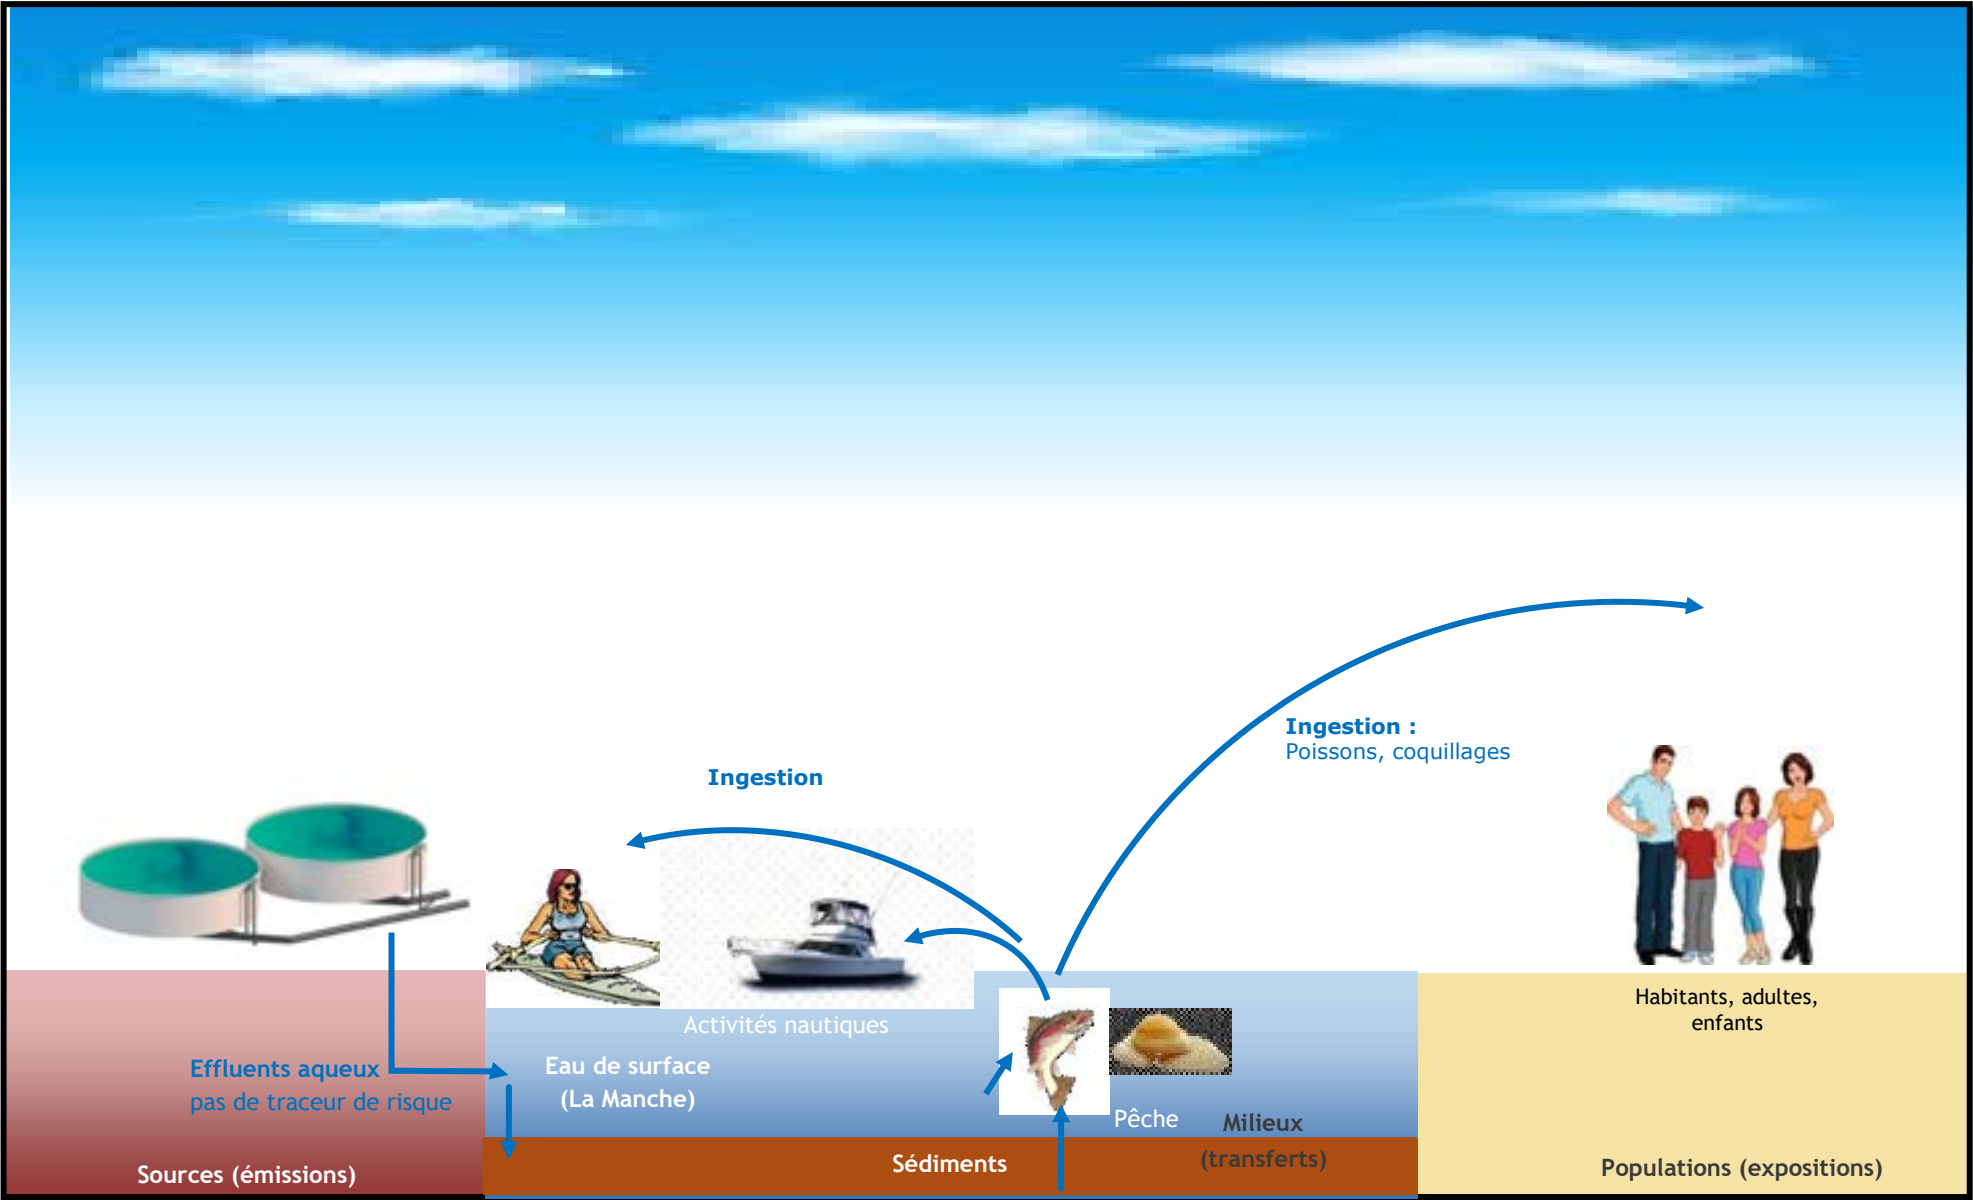 Ingestion :
Poissons, coquillages
Ingestion
Habitants, adultes,
enfants
Activités nautiques
Effluents aqueux
pas de traceur de risque
Eau de surface
(La Manche)
Pêche
Milieux
(transferts)
Sédiments
Sources (émissions)
Populations (expositions)